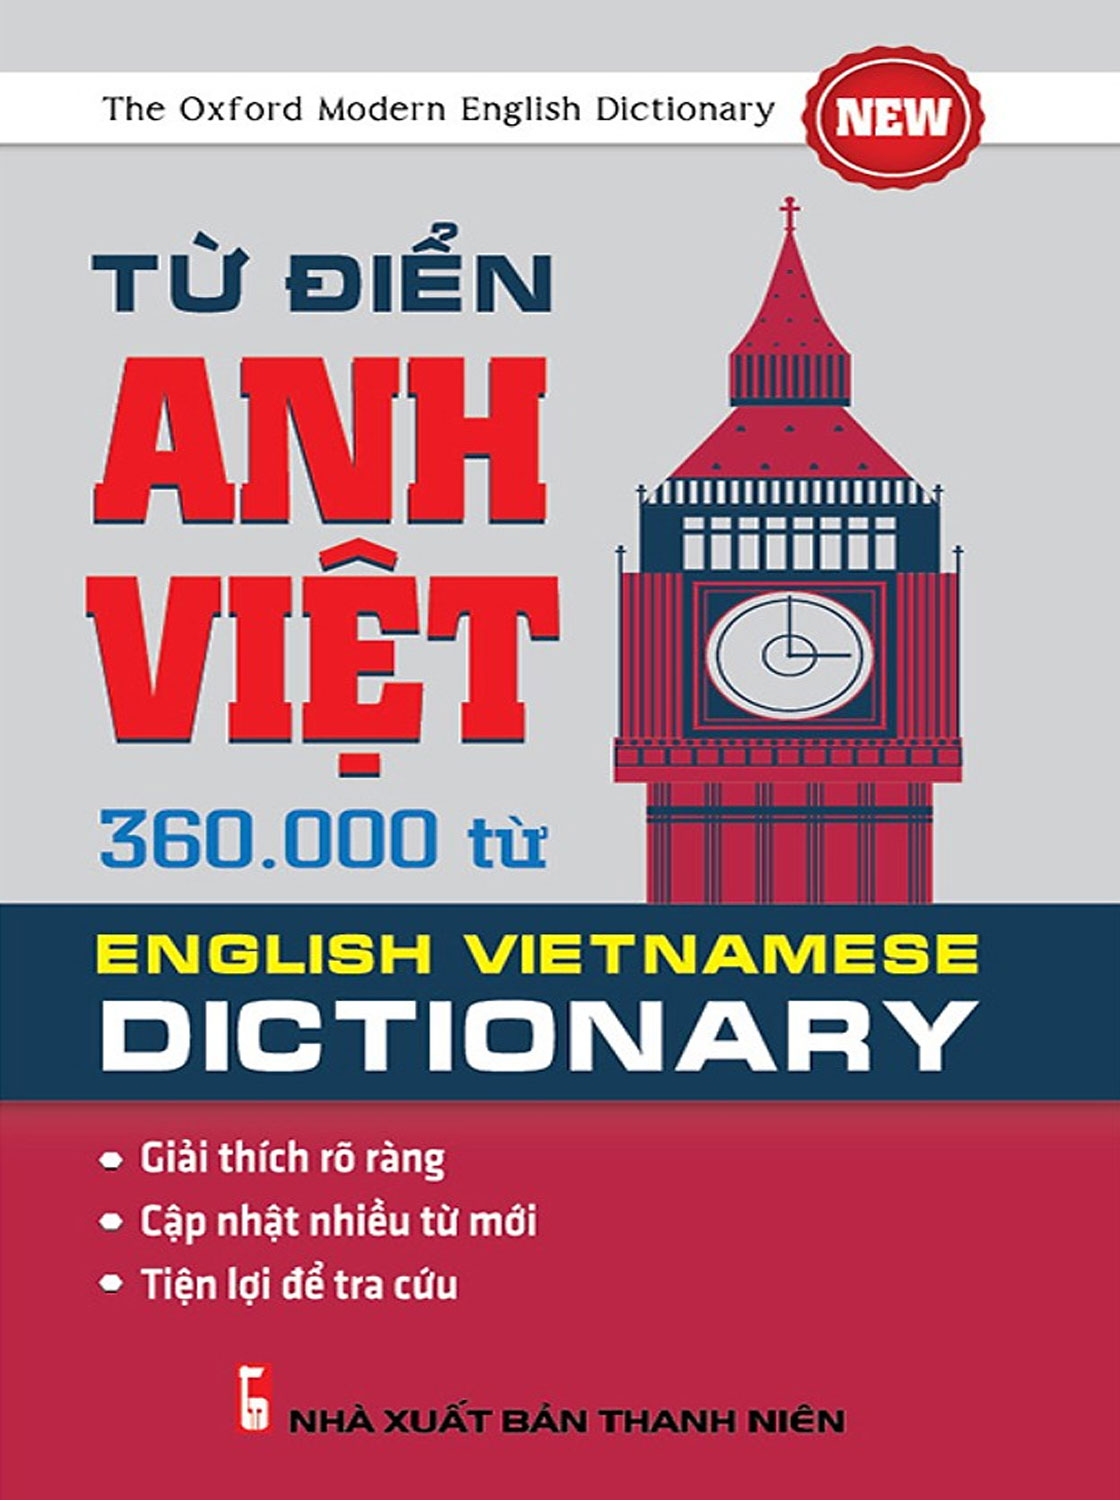 The Oxford Modern English Dictionary
NEW
TỪ ĐIỂN
ANH
VIỆT
360.000 từ
ENGLISH VIETNAMESE
DICTIONARY
Giải thích rõ ràng
Cập nhật nhiều từ mới
Tiện lợi để tra cứu
NHÀ XUẤT BẢN THANH NIÊN